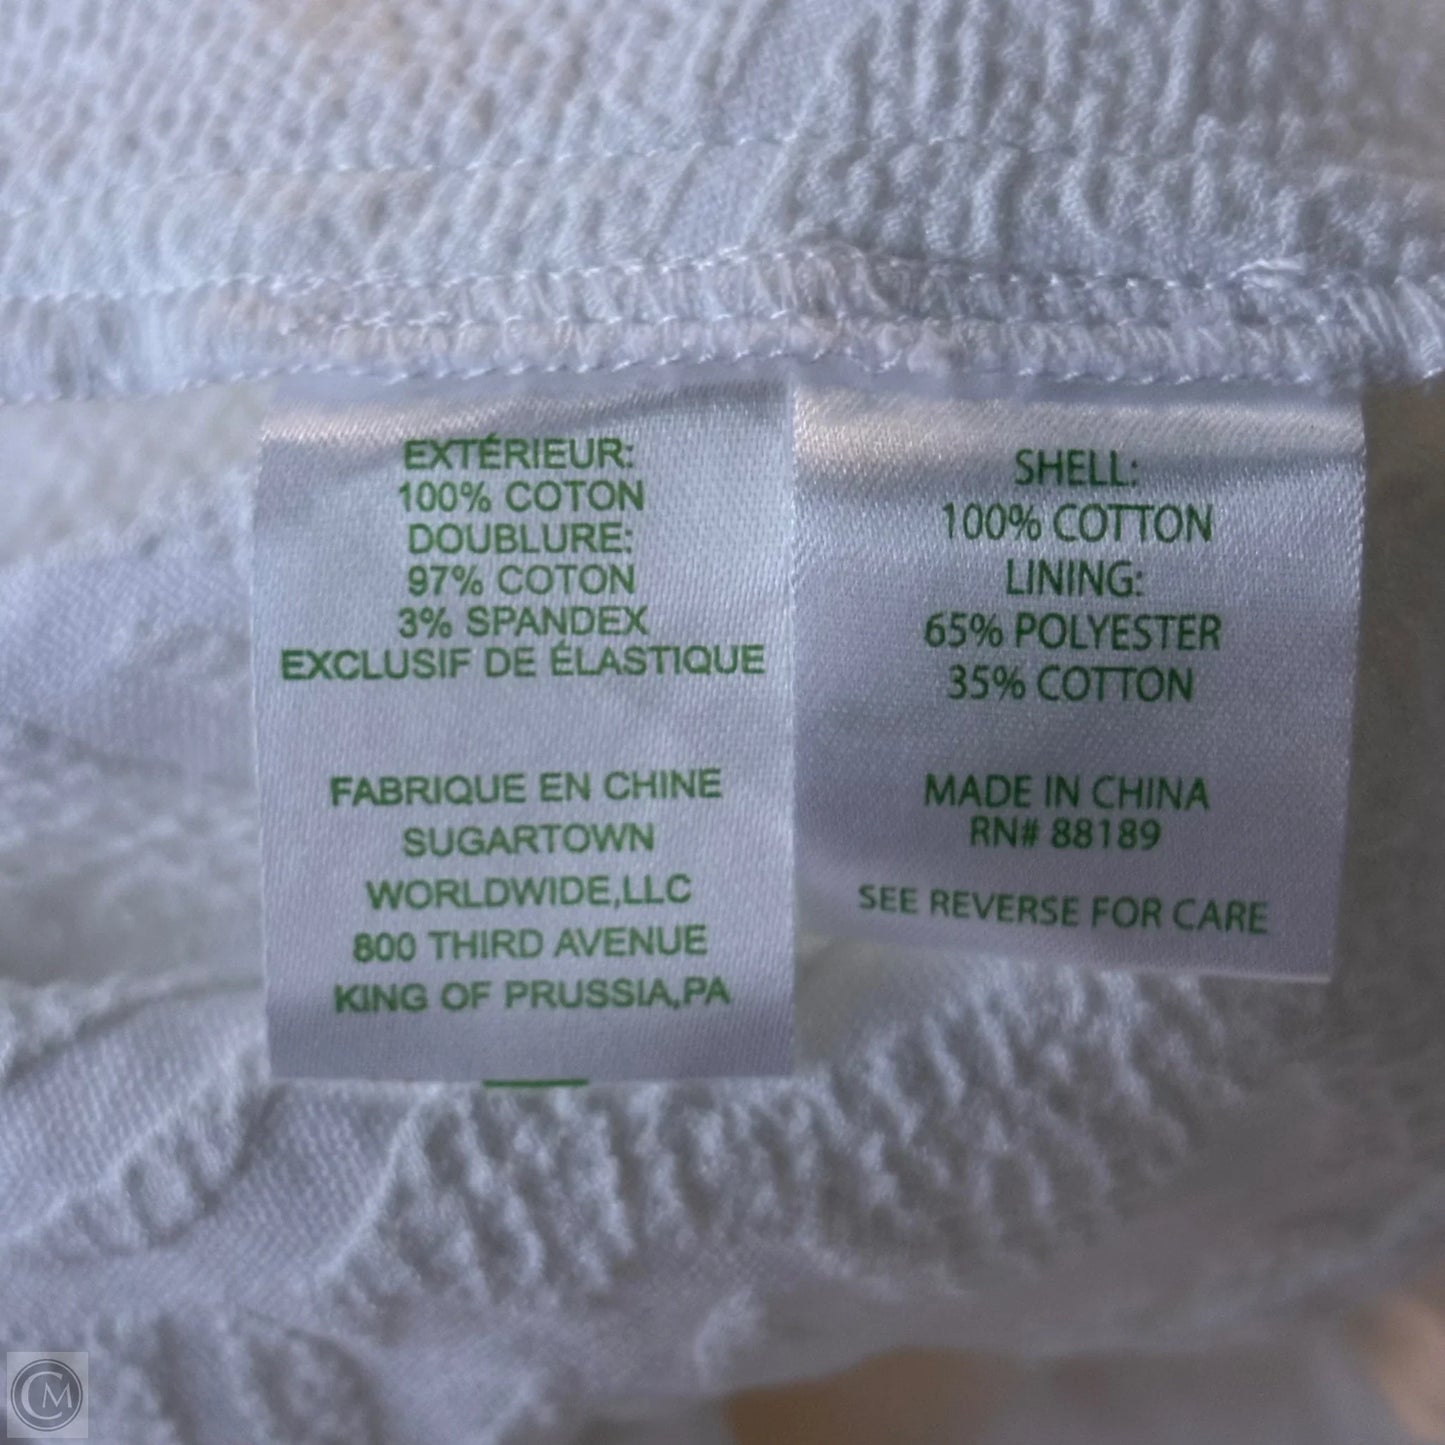 EXTÉRIEUR:
100% COTON
DOUBLURE:
97% COTON
3% SPANDEX
EXCLUSIF DE ÉLASTIQUE
FABRIQUE EN CHINE
SUGARTOWN
WORLDWIDE,LLC
800 THIRD AVENUE
KING OF PRUSSIA,PA
SHELL:
100% COTTON
LINING:
65% POLYESTER
35% COTTON
MADE IN CHINA
RN# 88189
SEE REVERSE FOR CARE
CM